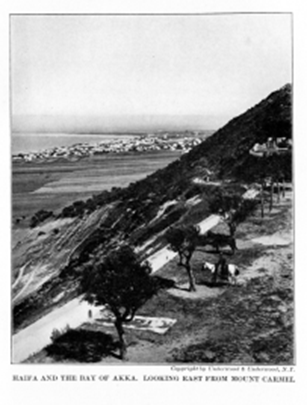 Copyright by Underwood & Underwood, N.Y.
HAIFA AND THE BAY OF AKKA. LOOKING EAST FROM MOUNT CARMEL